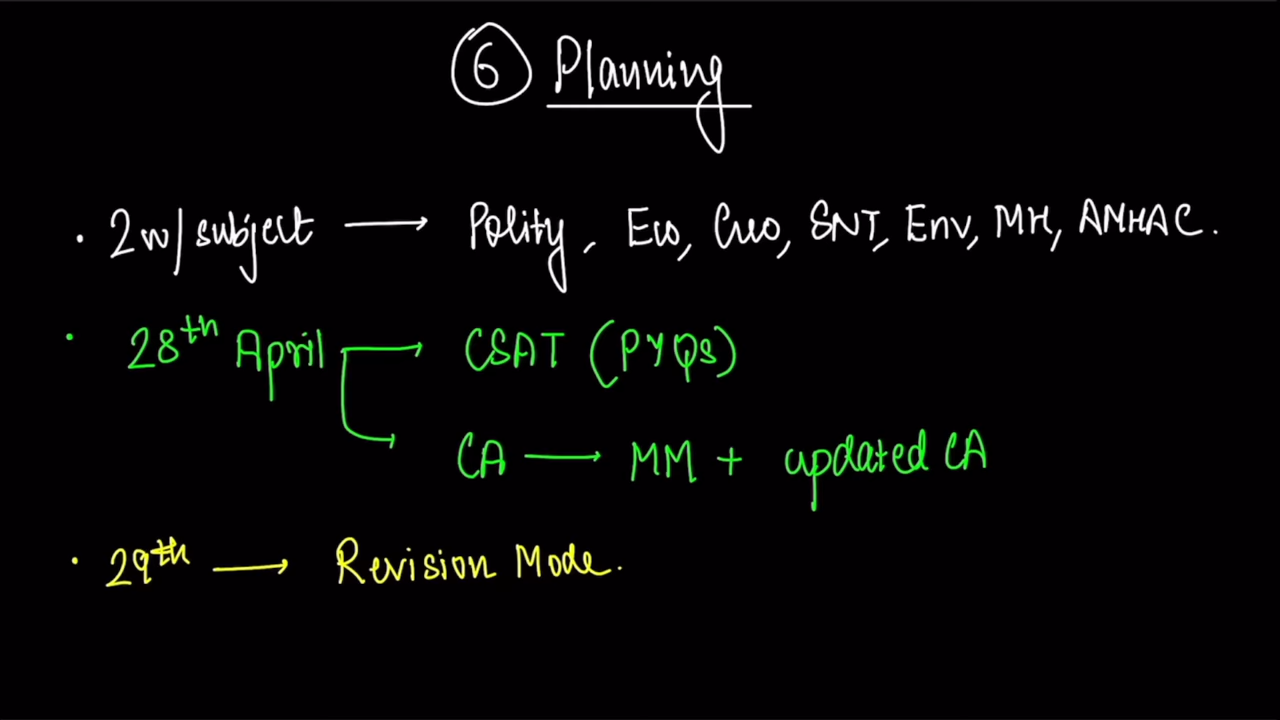 6 Planning
· 2w/subject → Polity, Eco, Geo, SNT, Env, MH, AMHAC.
· 28th April → CSAT (PYQs)
CA → MM + updated CA
· 29th → Revision Mode.